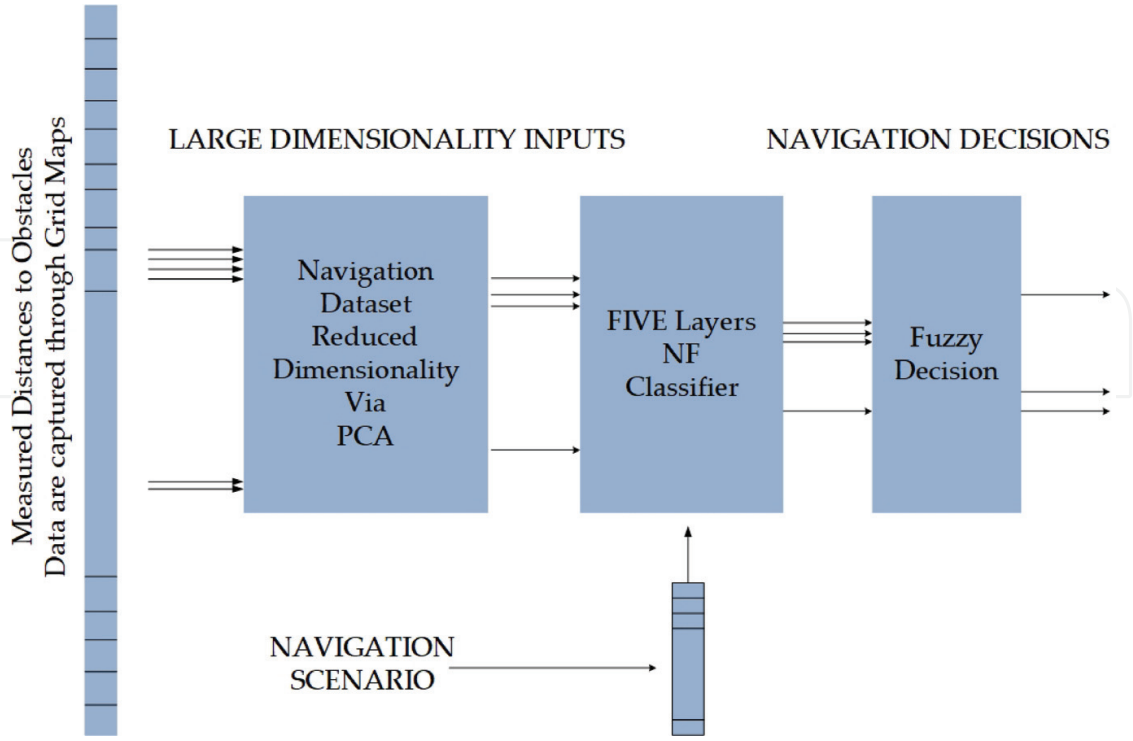 Measured Distances to Obstacles
Data are captured through Grid Maps
LARGE DIMENSIONALITY INPUTS
NAVIGATION DECISIONS
Navigation
Dataset
Reduced
Dimensionality
Via
PCA
FIVE Layers
NF
Classifier
Fuzzy
Decision
NAVIGATION
SCENARIO